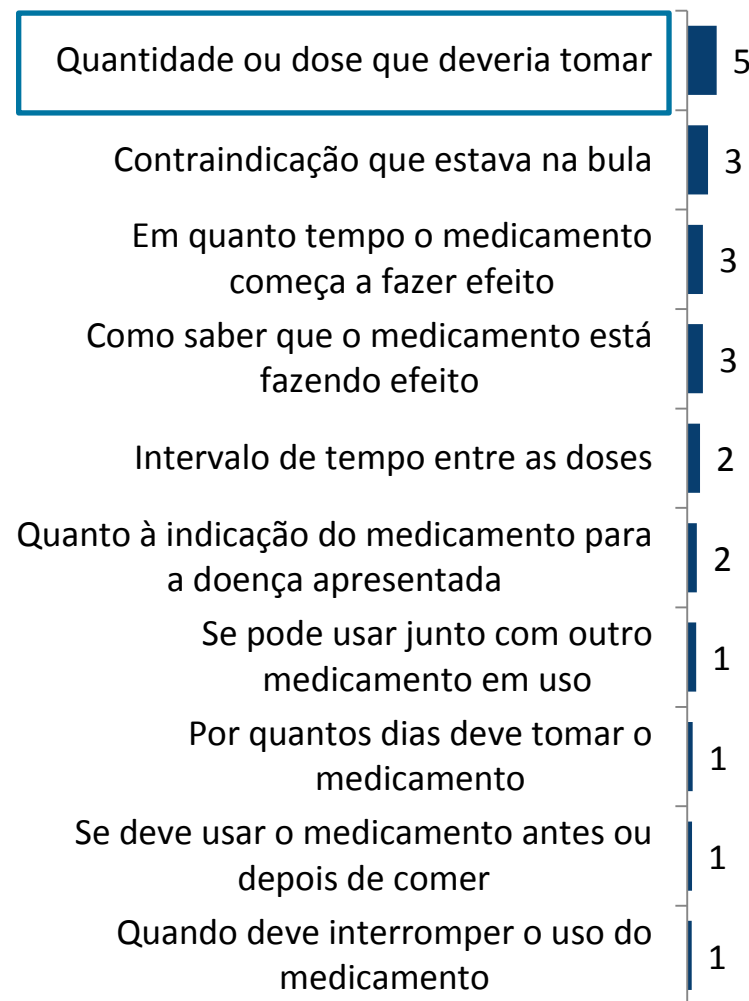 Quantidade ou dose que deveria tomar 5
Contraindicação que estava na bula 3
Em quanto tempo o medicamento
começa a fazer efeito 3
Como saber que o medicamento está
fazendo efeito 3
Intervalo de tempo entre as doses 2
Quanto à indicação do medicamento para
a doença apresentada 2
Se pode usar junto com outro
medicamento em uso 1
Por quantos dias deve tomar o
medicamento 1
Se deve usar o medicamento antes ou
depois de comer 1
Quando deve interromper o uso do
medicamento 1